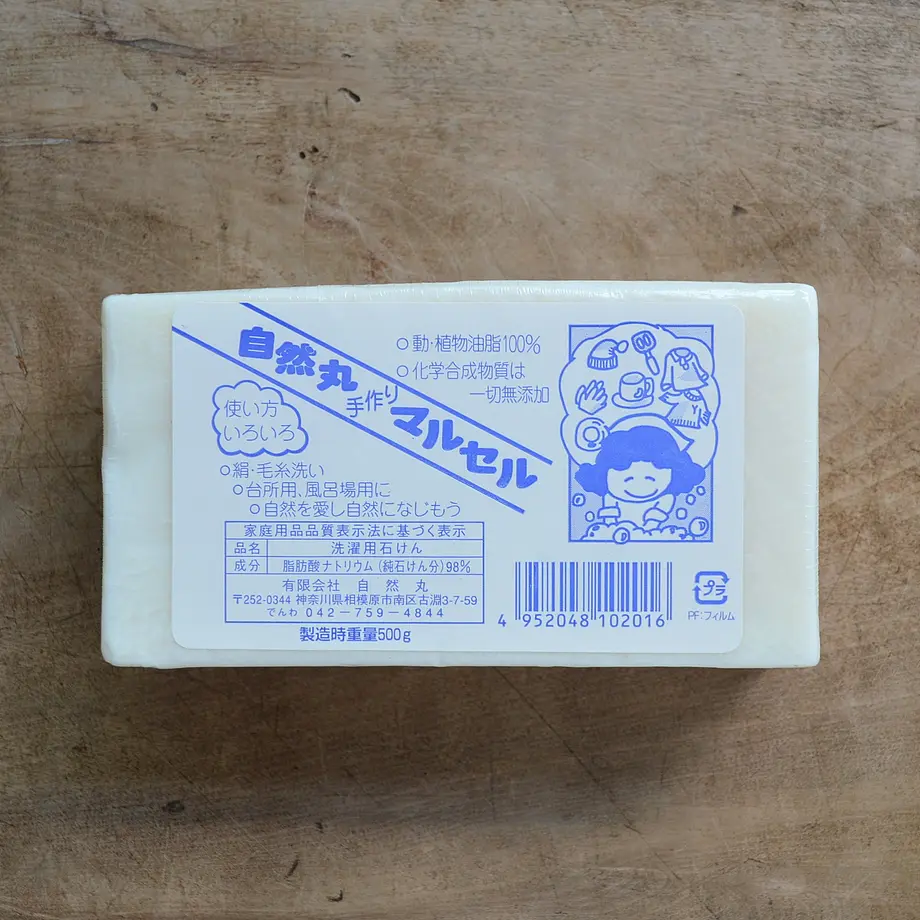 自然丸
手作り
マルセル
○動・植物油脂100%
○化学合成物質は
一切無添加
使い方
いろいろ
○絹・毛糸洗い
○台所用、風呂場用に
○自然を愛し自然になじもう
家庭用品品質表示法に基づく表示
品名 洗濯用石けん
成分 脂肪酸ナトリウム(純石けん分)98%
有限会社 自然丸
〒252-0344 神奈川県相模原市南区古淵3-7-59
でんわ 042-759-4844
製造時重量500g
4 952048 102016
プラ
PF:フィルム